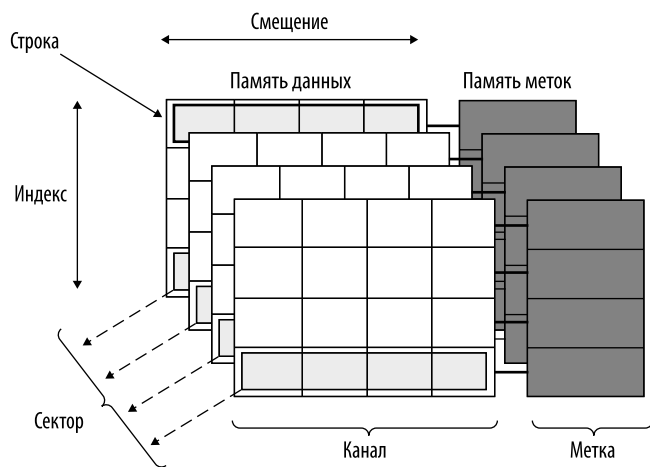 Смещение
Строка
Память данных
Память меток
Индекс
Сектор
Канал
Метка